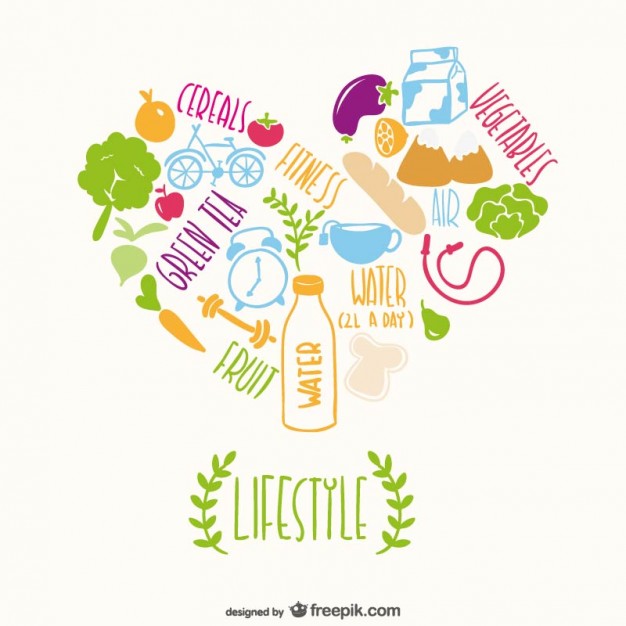 CEREALS
VEGETABLES
FITNESS
AIR
GREEN TEA
WATER
(2L A DAY)
FRUIT
WATER
LIFESTYLE
designed by freepik.com